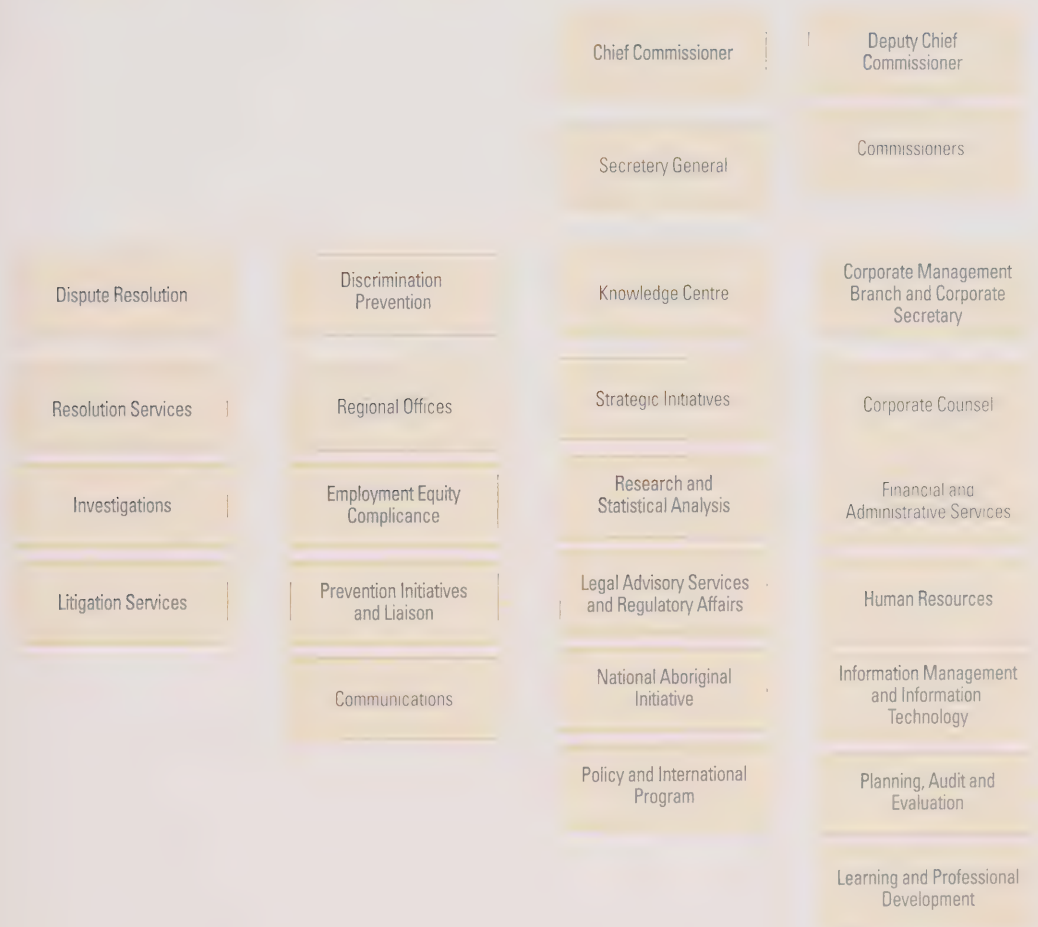 Chief Commissioner
Deputy Chief
Commissioner
Secretery General
Commissioners
Dispute Resolution
Resolution Services
Investigations
Litigation Services
Discrimination
Prevention
Regional Offices
Employment Equity
Complicance
Prevention Initiatives
and Liaison
Communications
Knowledge Centre
Strategic Initiatives
Research and
Statistical Analysis
Legal Advisory Services
and Regulatory Affairs
National Aboriginal
Initiative
Policy and International
Program
Corporate Management
Branch and Corporate
Secretary
Corporate Counsel
Financial and
Administrative Services
Human Resources
Information Management
and Information
Technology
Planning, Audit and
Evaluation
Learning and Professional
Development